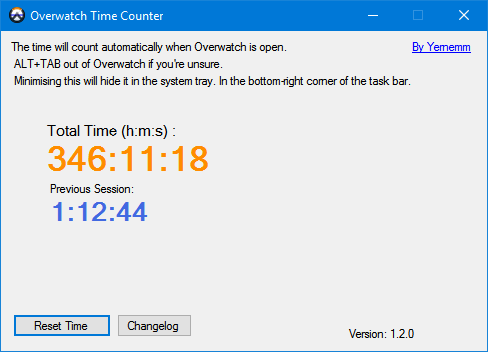 Overwatch Time Counter
The time will count automatically when Overwatch is open.
By Yernemm
ALT+TAB out of Overwatch if you're unsure.
Minimising this will hide it in the system tray. In the bottom-right corner of the task bar.
Total Time (h:m:s) :
346:11:18
Previous Session:
1:12:44
Reset Time
Changelog
Version: 1.2.0